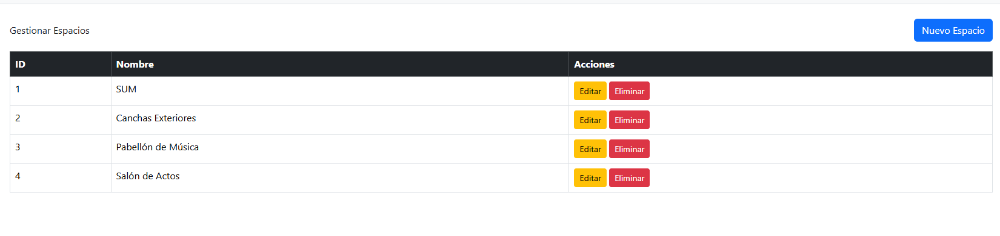 Gestionar Espacios Nuevo Espacio
ID Nombre Acciones
1 SUM Editar Eliminar
2 Canchas Exteriores Editar Eliminar
3 Pabellón de Música Editar Eliminar
4 Salón de Actos Editar Eliminar